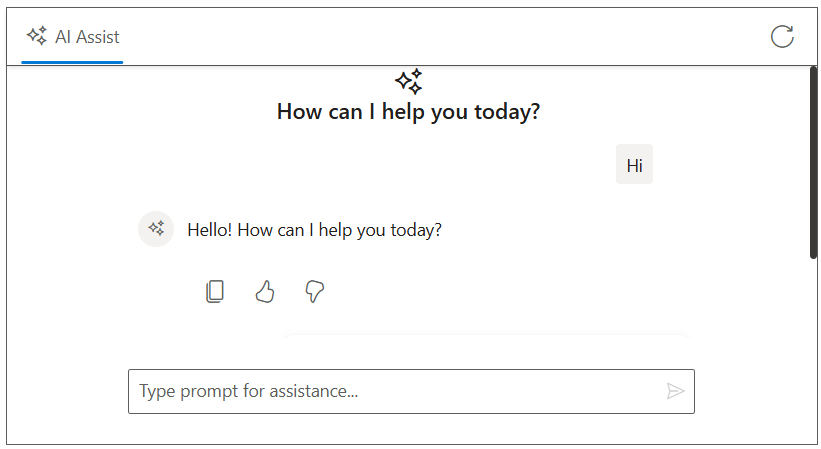 AI Assist
How can I help you today?
Hi
Hello! How can I help you today?
Type prompt for assistance...